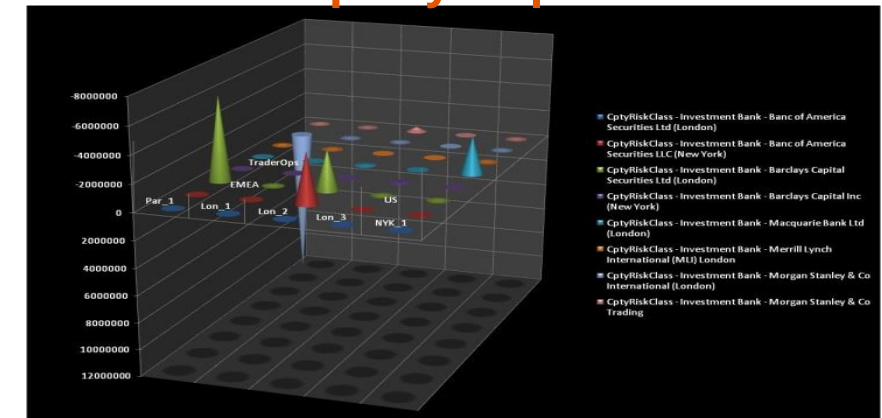 -8000000
-6000000
-4000000
-2000000
0
2000000
4000000
6000000
8000000
10000000
12000000
TraderOps
EMEA
US
Par_1
Lon_1
Lon_2
Lon_3
NYK_1
CptyRiskClass - Investment Bank - Banc of America
Securities Ltd (London)
CptyRiskClass - Investment Bank - Banc of America
Securities LLC (New York)
CptyRiskClass - Investment Bank - Barclays Capital
Securities Ltd (London)
CptyRiskClass - Investment Bank - Barclays Capital Inc
(New York)
CptyRiskClass - Investment Bank - Macquarie Bank Ltd
(London)
CptyRiskClass - Investment Bank - Merrill Lynch
International (MLI) London
CptyRiskClass - Investment Bank - Morgan Stanley & Co
International (London)
CptyRiskClass - Investment Bank - Morgan Stanley & Co
Trading